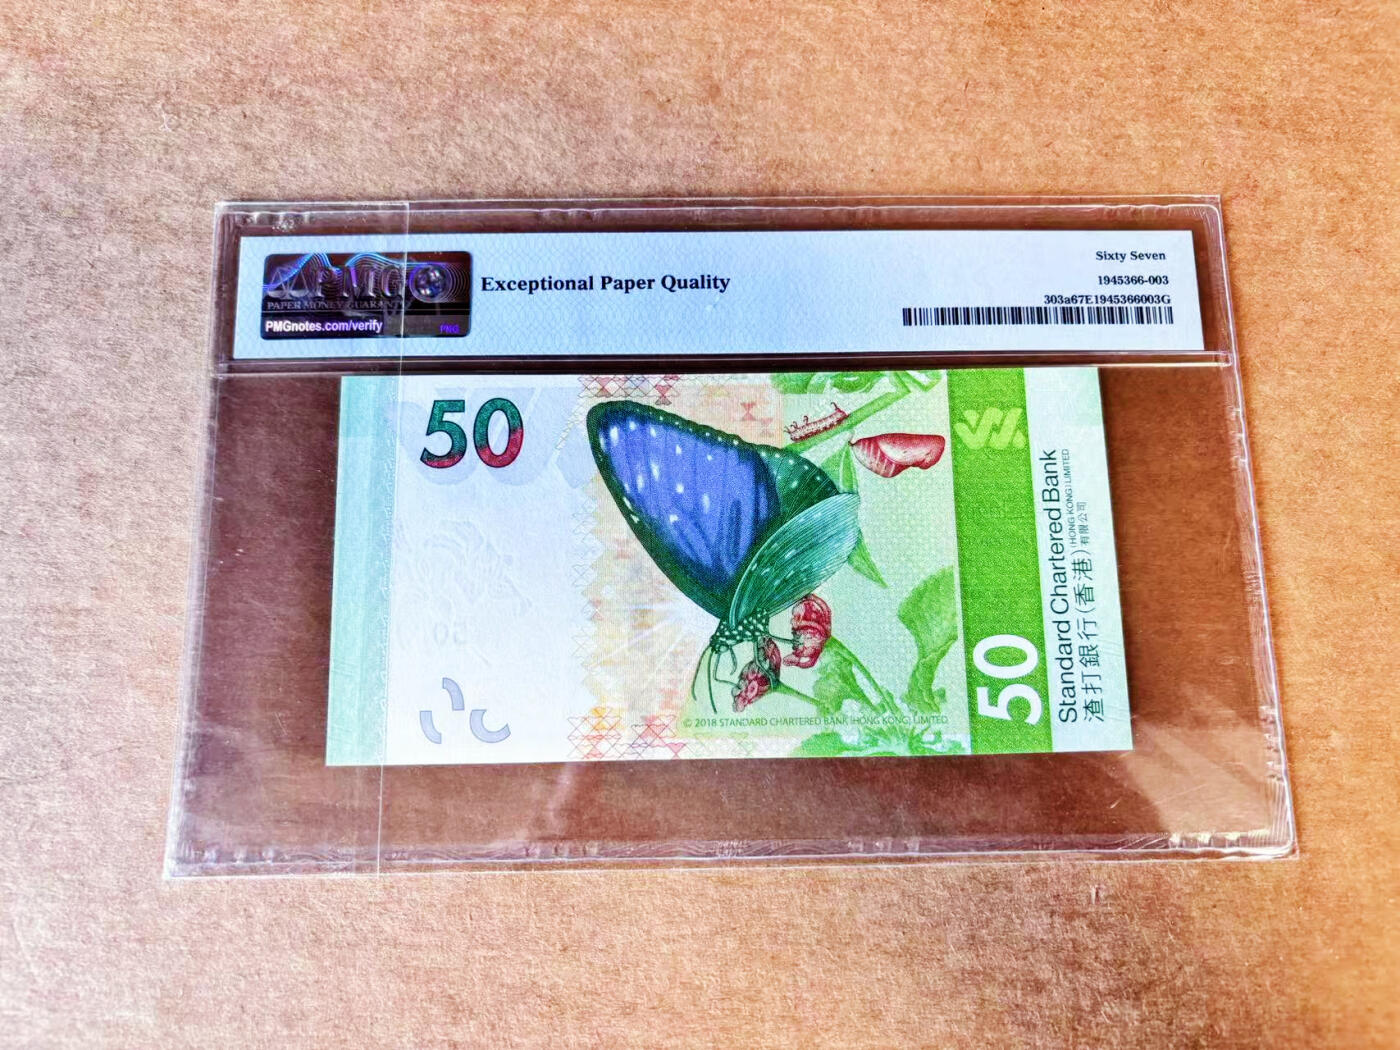 PMG
PAPER MONEY GUARANTY
PMGnotes.com/verify
PNG
Exceptional Paper Quality
Sixty Seven
1945366-003
303a67E1945366003G
50
50
© 2018 STANDARD CHARTERED BANK (HONG KONG) LIMITED
50
Standard Chartered Bank
(HONG KONG) LIMITED
渣打銀行(香港)有限公司